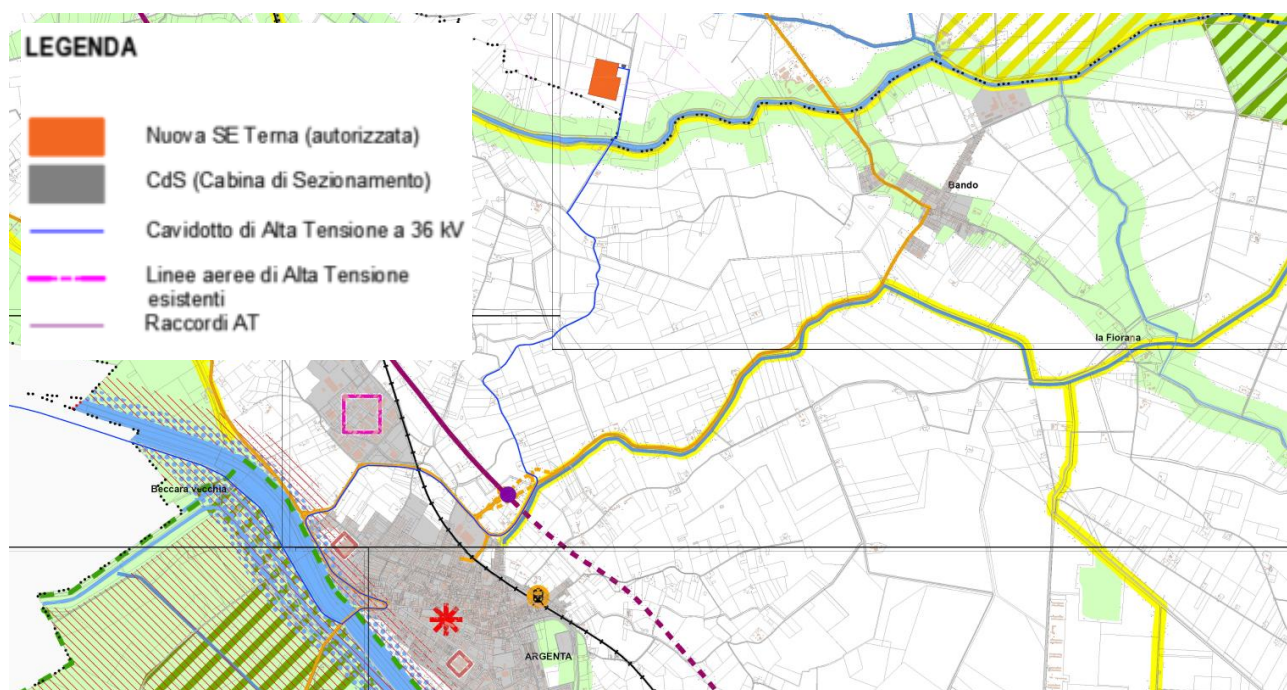 LEGENDA
Nuova SE Terna (autorizzata)
CdS (Cabina di Sezionamento)
Cavidotto di Alta Tensione a 36 kV
Linee aeree di Alta Tensione
esistenti
Raccordi AT
Bando
la Fiorana
Beccara vecchia
ARGENTA